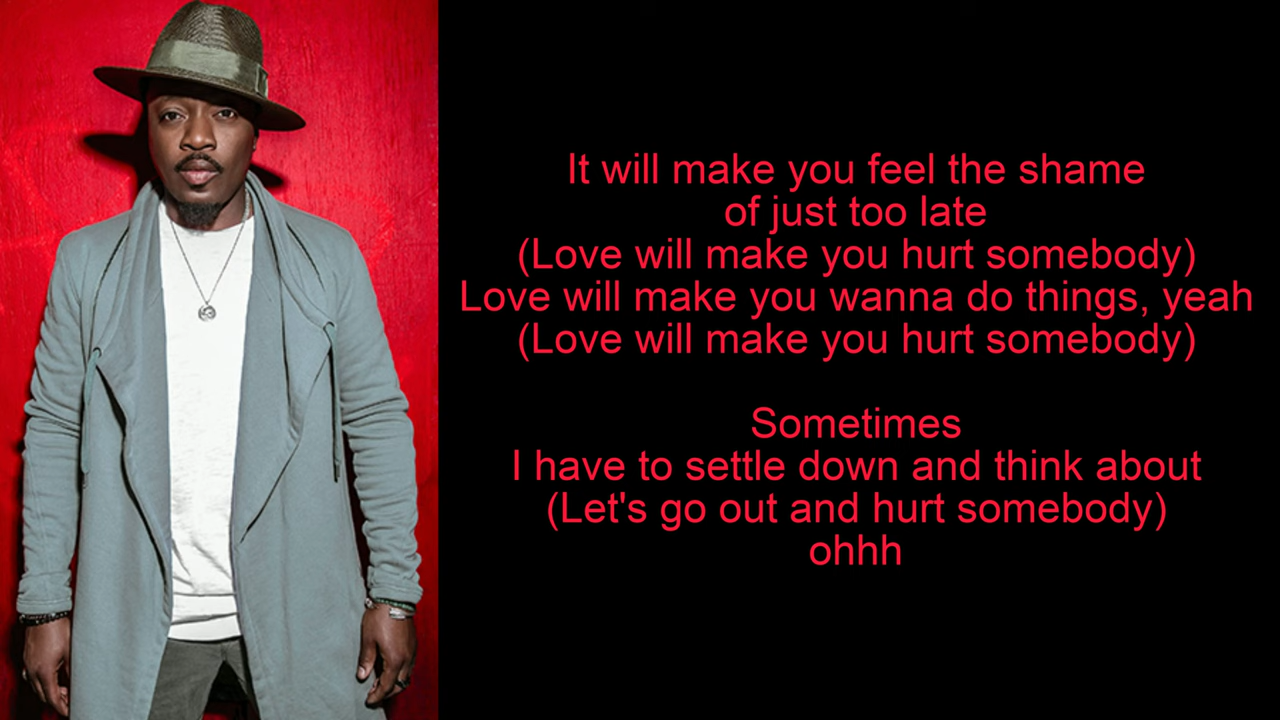 It will make you feel the shame
of just too late
(Love will make you hurt somebody)
Love will make you wanna do things, yeah
(Love will make you hurt somebody)
Sometimes
I have to settle down and think about
(Let's go out and hurt somebody)
ohhh